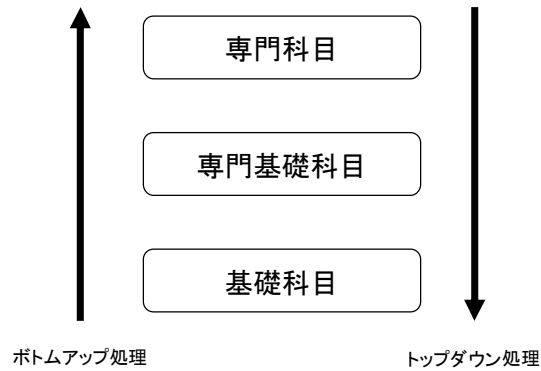 専門科目
専門基礎科目
基礎科目
ボトムアップ処理
トップダウン処理